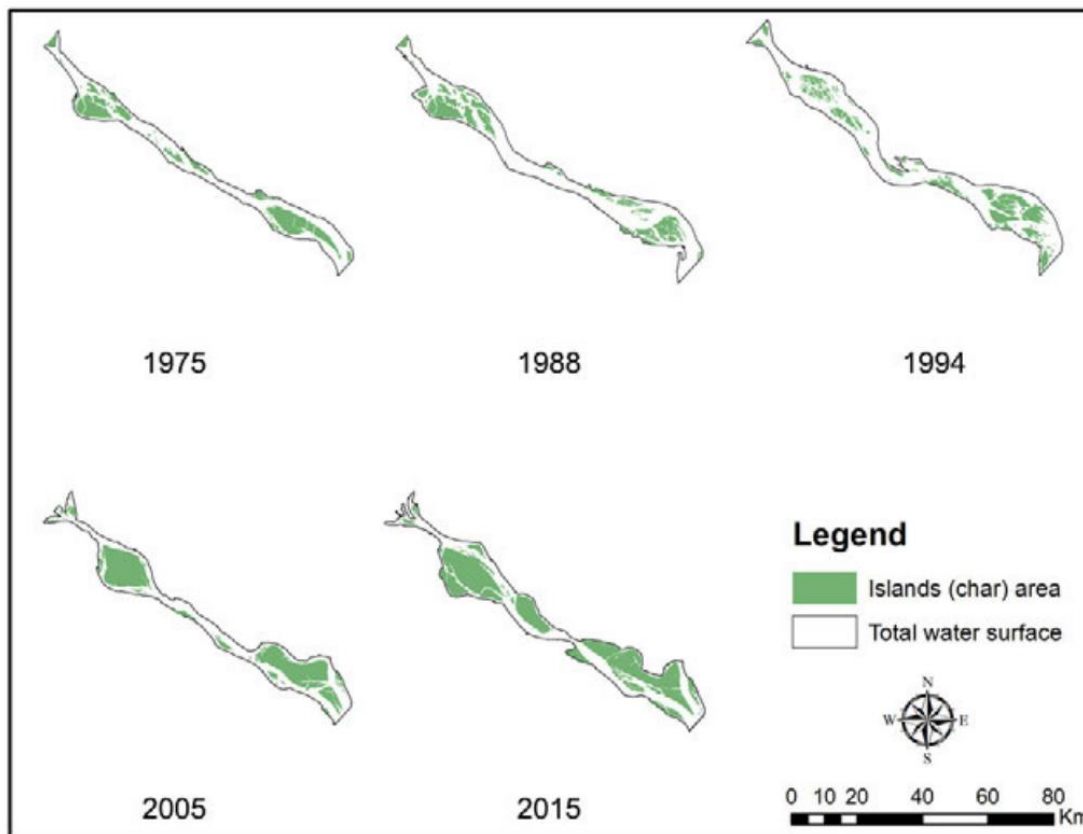 1975
1988
1994
2005
2015
Legend
Islands (char) area
Total water surface
N
W E
S
0 10 20 40 60 80
Km